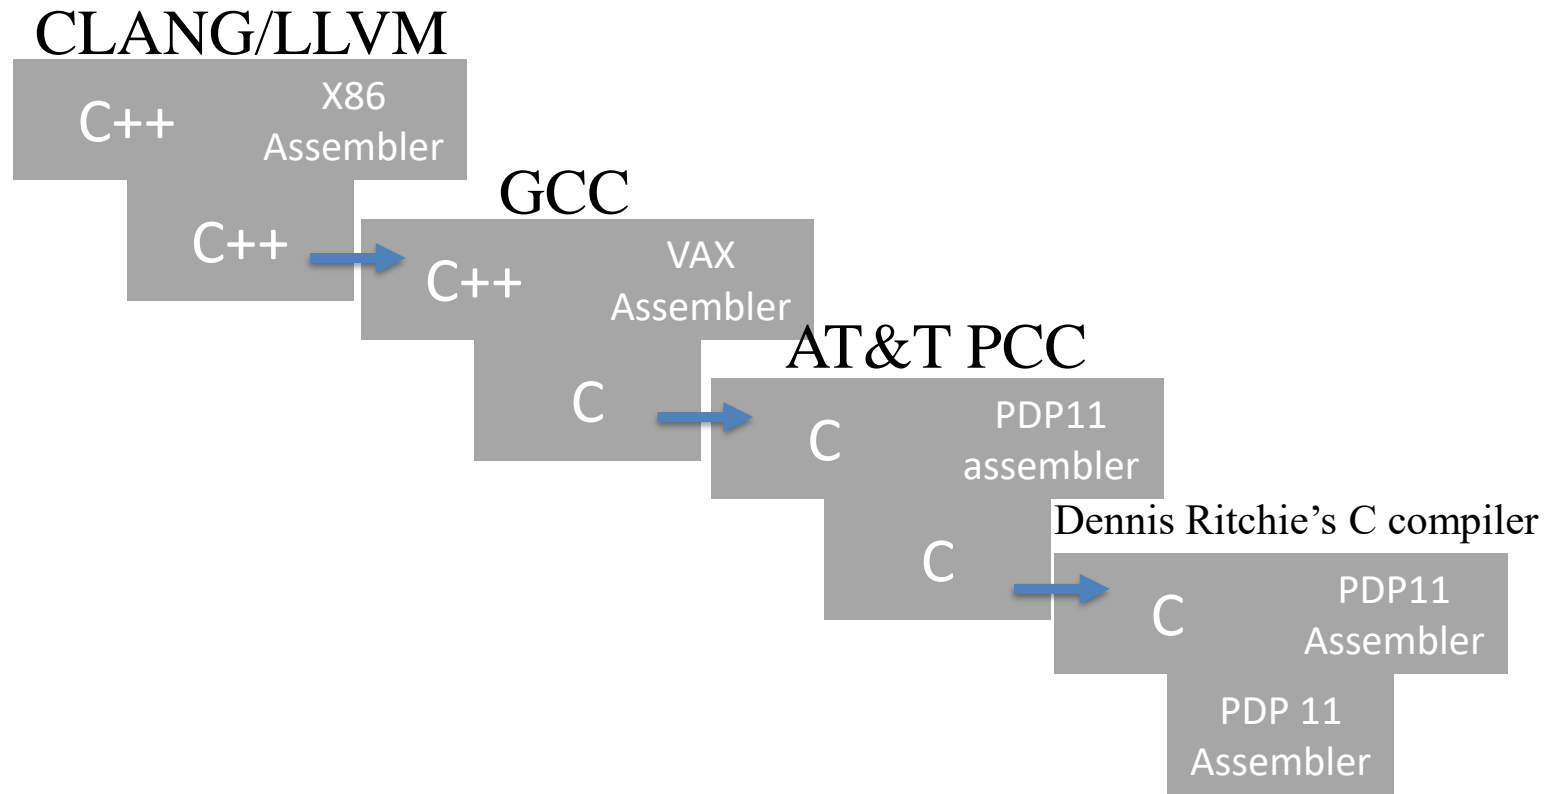 CLANG/LLVM
C++
X86
Assembler
C++
GCC
C++
VAX
Assembler
C
AT&T PCC
C
PDP11
assembler
C
Dennis Ritchie’s C compiler
C
PDP11
Assembler
PDP 11
Assembler